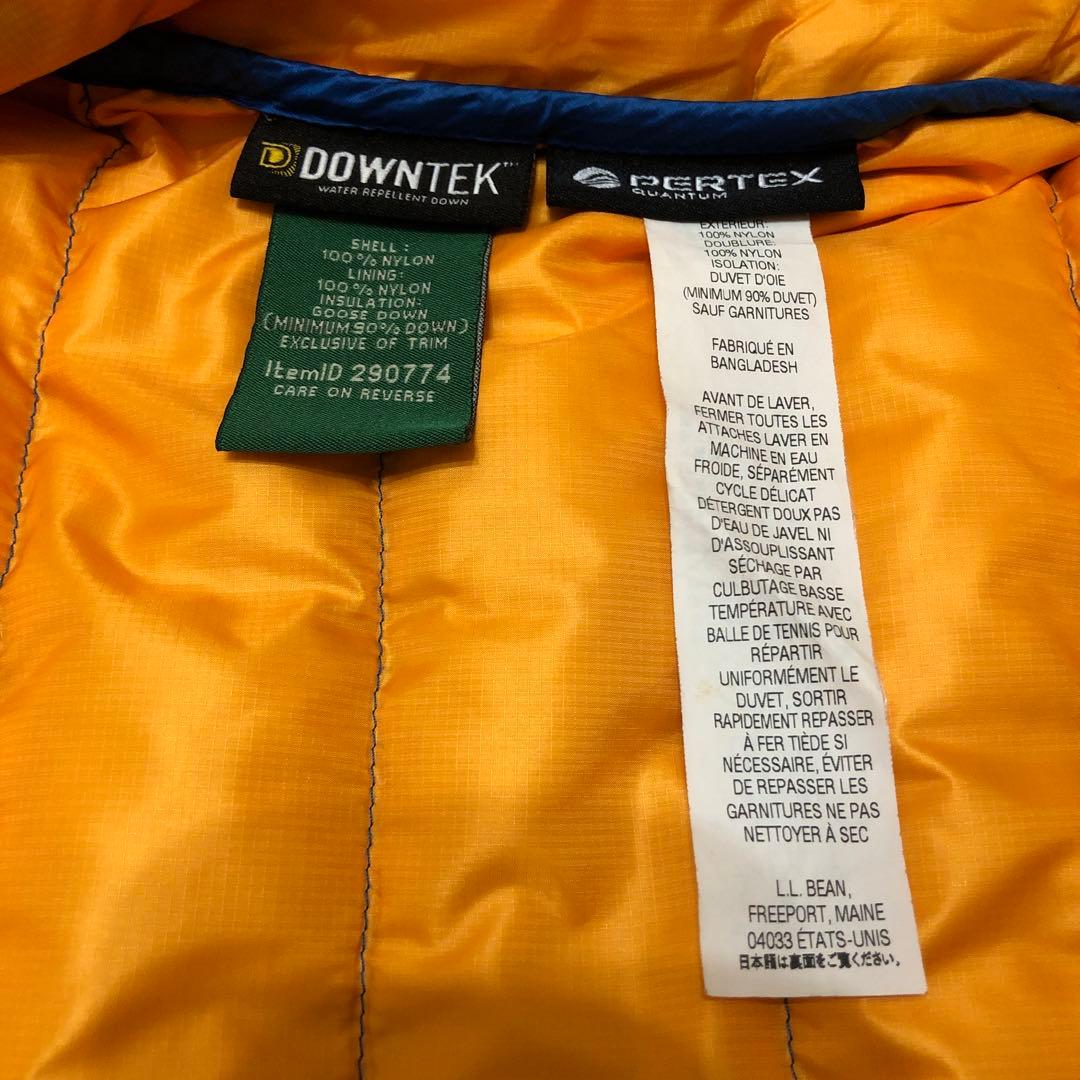 DOWNTEK™
WATER REPELLENT DOWN
SHELL :
100% NYLON
LINING:
100% NYLON
INSULATION:
GOOSE DOWN
(MINIMUM 90% DOWN)
EXCLUSIVE OF TRIM
ItemID 290774
CARE ON REVERSE
PERTEX
QUANTUM
EXTÉRIEUR:
100% NYLON
DOUBLURE:
100% NYLON
ISOLATION:
DUVET D'OIE
(MINIMUM 90% DUVET)
SAUF GARNITURES
FABRIQUÉ EN
BANGLADESH
AVANT DE LAVER,
FERMER TOUTES LES
ATTACHES LAVER EN
MACHINE EN EAU
FROIDE, SÉPARÉMENT
CYCLE DÉLICAT
DÉTERGENT DOUX PAS
D'EAU DE JAVEL NI
D'ASSOUPLISSANT
SÉCHAGE PAR
CULBUTAGE BASSE
TEMPÉRATURE AVEC
BALLE DE TENNIS POUR
RÉPARTIR
UNIFORMÉMENT LE
DUVET, SORTIR
RAPIDEMENT REPASSER
À FER TIÈDE SI
NÉCESSAIRE, ÉVITER
DE REPASSER LES
GARNITURES NE PAS
NETTOYER À SEC
L.L. BEAN,
FREEPORT, MAINE
04033 ÉTATS-UNIS
日本語は裏面をご覧ください。